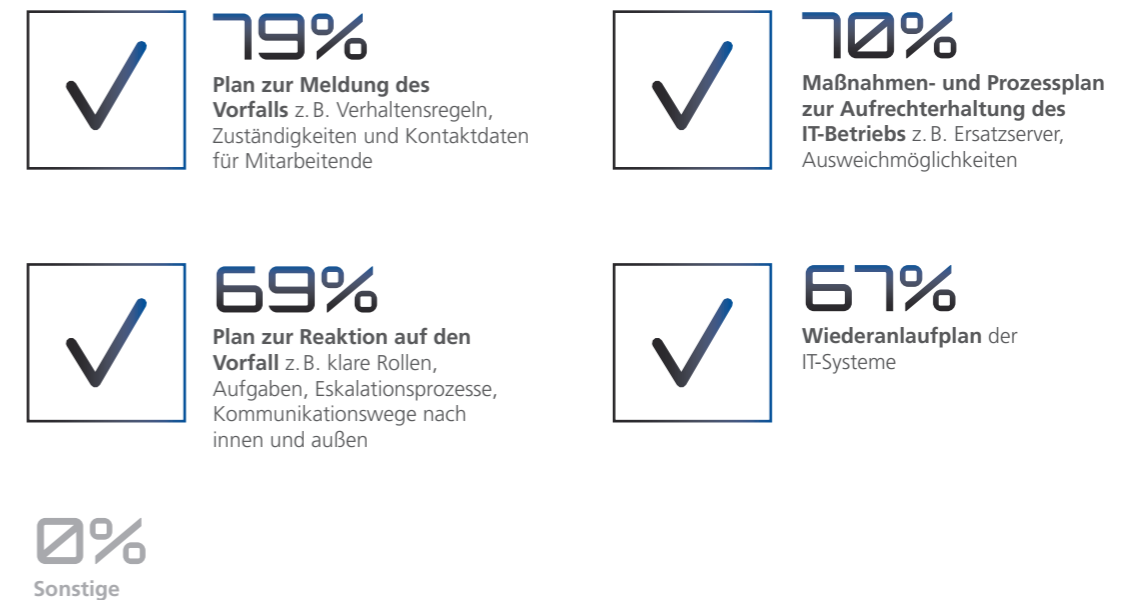 79%
Plan zur Meldung des
Vorfalls z. B. Verhaltensregeln,
Zuständigkeiten und Kontaktdaten
für Mitarbeitende
70%
Maßnahmen- und Prozessplan
zur Aufrechterhaltung des
IT-Betriebs z. B. Ersatzserver,
Ausweichmöglichkeiten
69%
Plan zur Reaktion auf den
Vorfall z. B. klare Rollen,
Aufgaben, Eskalationsprozesse,
Kommunikationswege nach
innen und außen
67%
Wiederanlaufplan der
IT-Systeme
0%
Sonstige